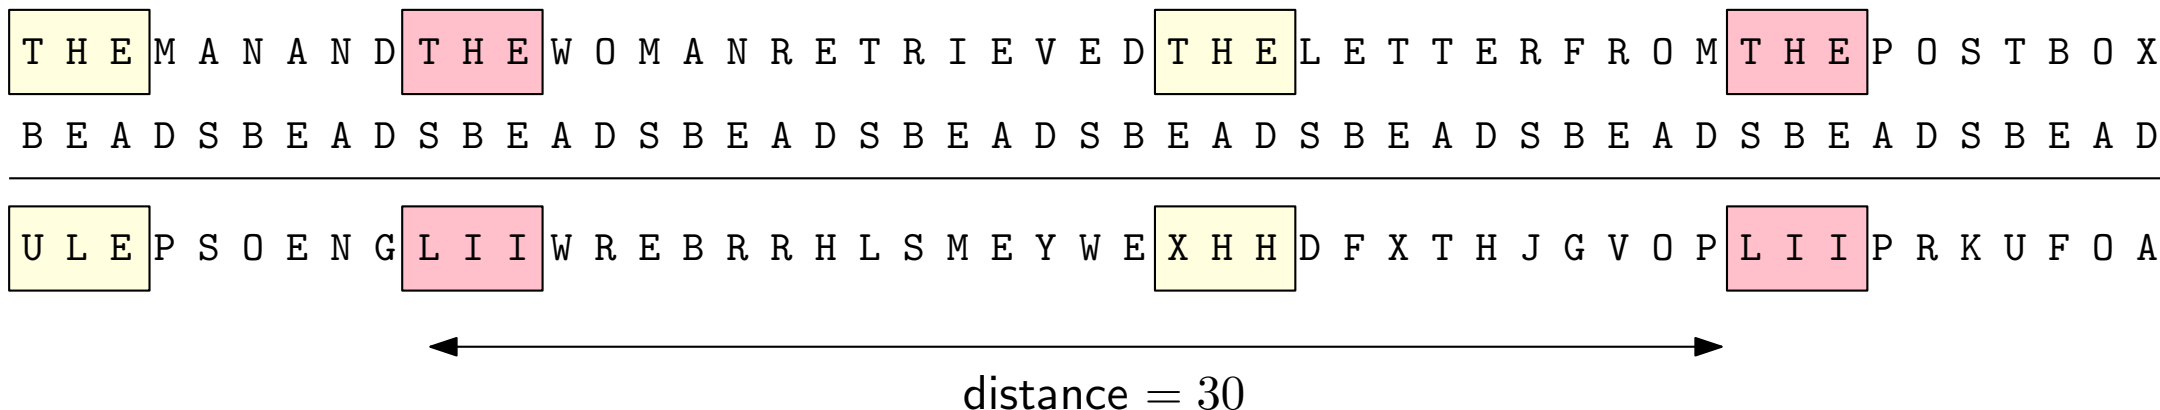 T H E M A N A N D T H E W O M A N R E T R I E V E D T H E L E T T E R F R O M T H E P O S T B O X
B E A D S B E A D S B E A D S B E A D S B E A D S B E A D S B E A D S B E A D S B E A D S B E A D
U L E P S O E N G L I I W R E B R R H L S M E Y W E X H H D F X T H J G V O P L I I P R K U F O A
distance = 30